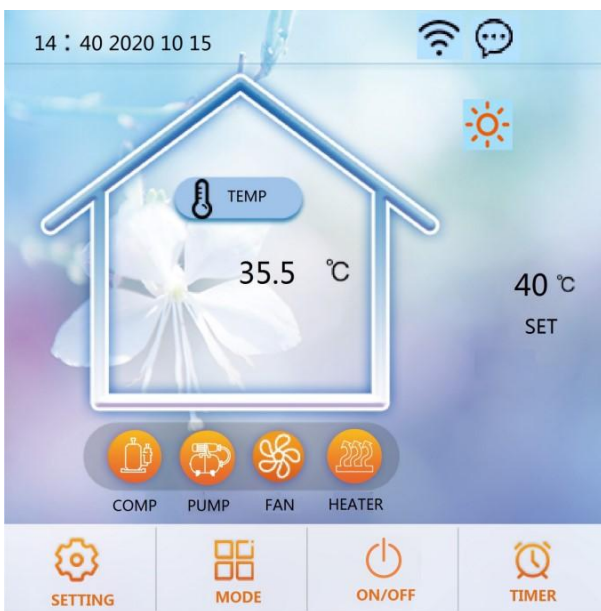 14：40 2020 10 15
TEMP
35.5 ℃
40 ℃
SET
COMP PUMP FAN HEATER
SETTING MODE ON/OFF TIMER